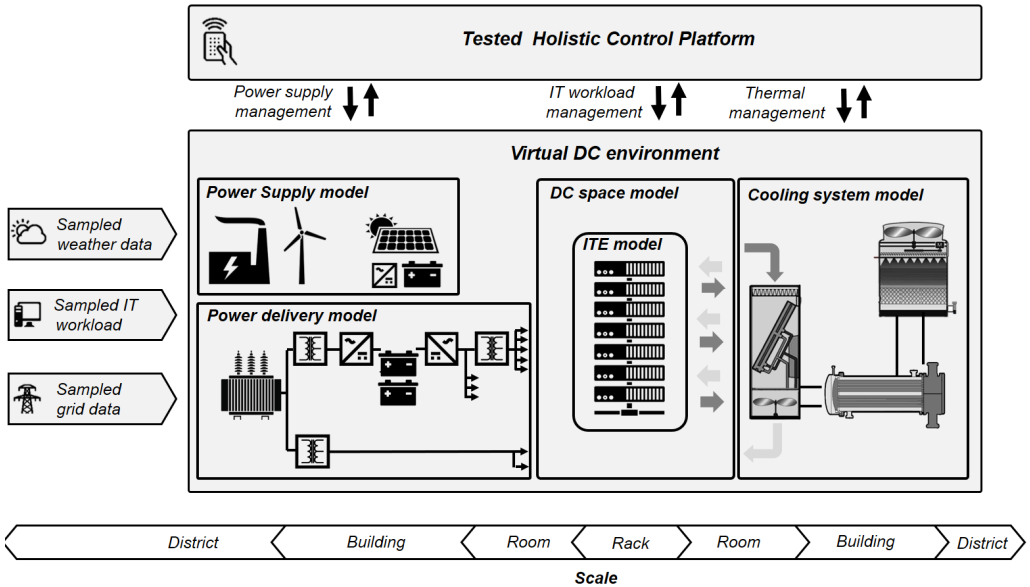 Tested Holistic Control Platform
Power supply
management
IT workload
management
Thermal
management
Virtual DC environment
Power Supply model
DC space model
Cooling system model
ITE model
Power delivery model
Sampled
weather data
Sampled IT
workload
Sampled
grid data
District
Building
Room
Rack
Room
Building
District
Scale